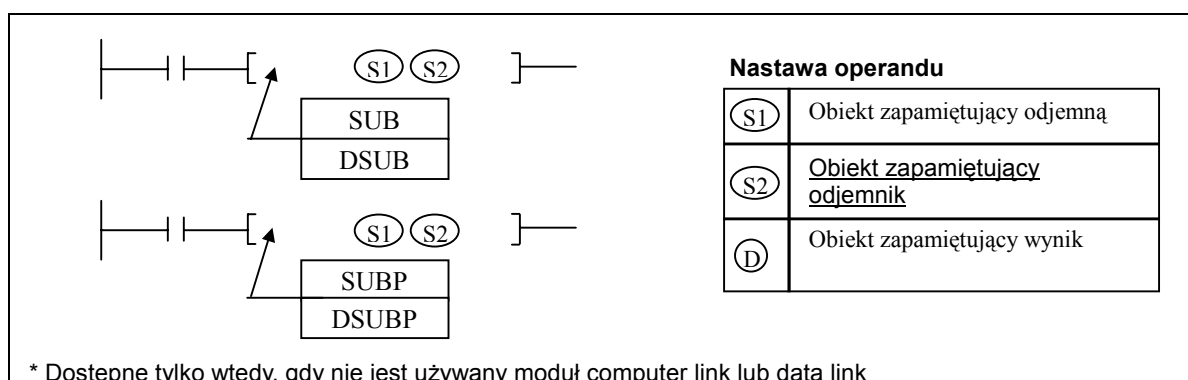 S1 S2
SUB
DSUB
S1 S2
SUBP
DSUBP
Nastawa operandu
S1 Obiekt zapamiętujący odjemną
S2 Obiekt zapamiętujący
odjemnik
D Obiekt zapamiętujący wynik
* Dostępne tylko wtedy, gdy nie jest używany moduł computer link lub data link